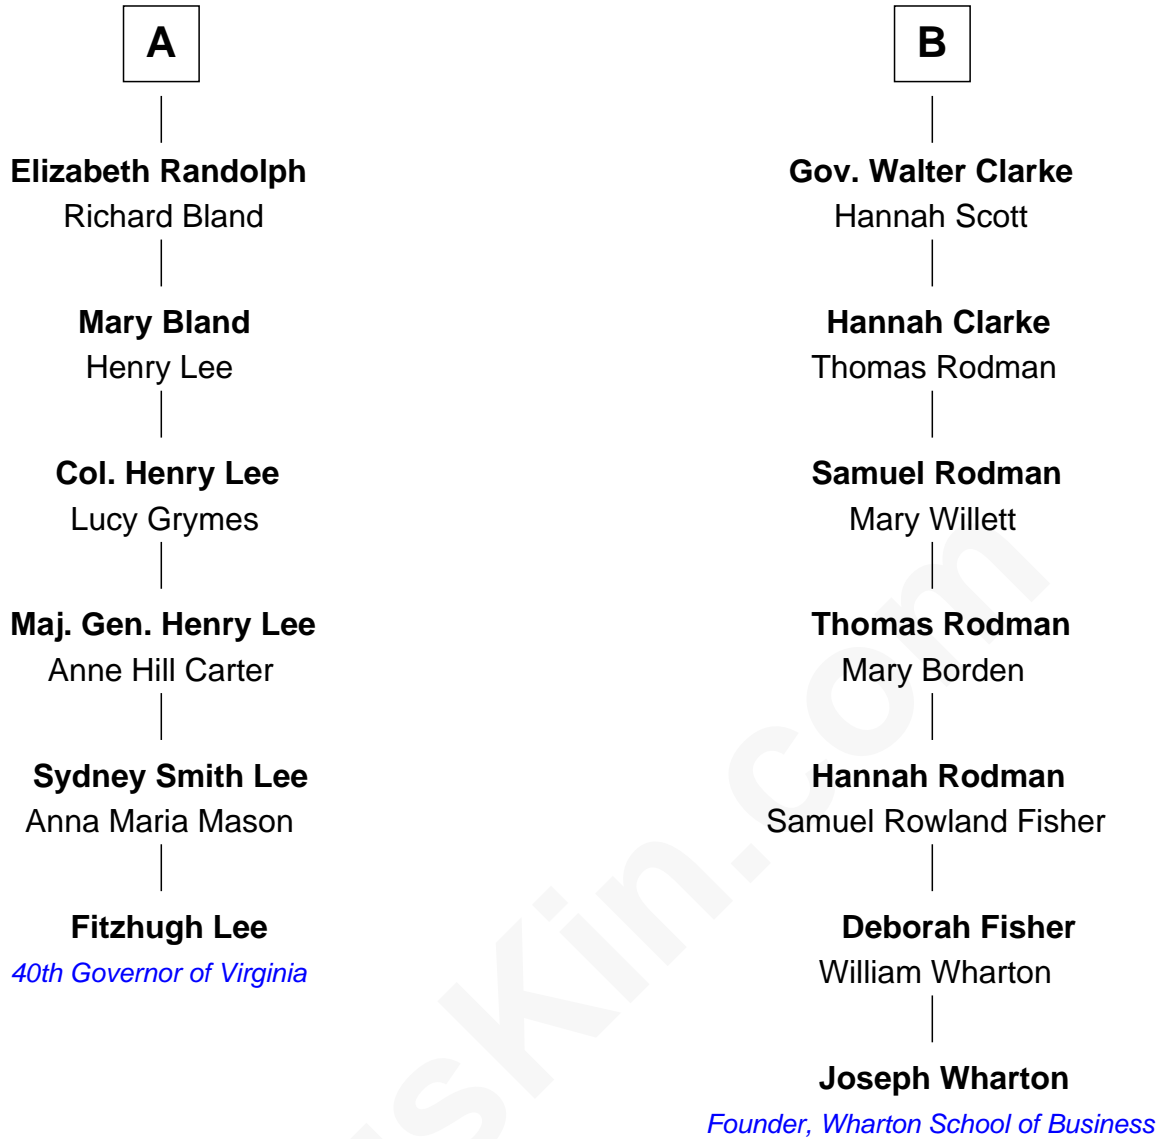 A
Elizabeth Randolph
Richard Bland
Mary Bland
Henry Lee
Col. Henry Lee
Lucy Grymes
Maj. Gen. Henry Lee
Anne Hill Carter
Sydney Smith Lee
Anna Maria Mason
Fitzhugh Lee
40th Governor of Virginia
B
Gov. Walter Clarke
Hannah Scott
Hannah Clarke
Thomas Rodman
Samuel Rodman
Mary Willett
Thomas Rodman
Mary Borden
Hannah Rodman
Samuel Rowland Fisher
Deborah Fisher
William Wharton
Joseph Wharton
Founder, Wharton School of Business
usKin.com